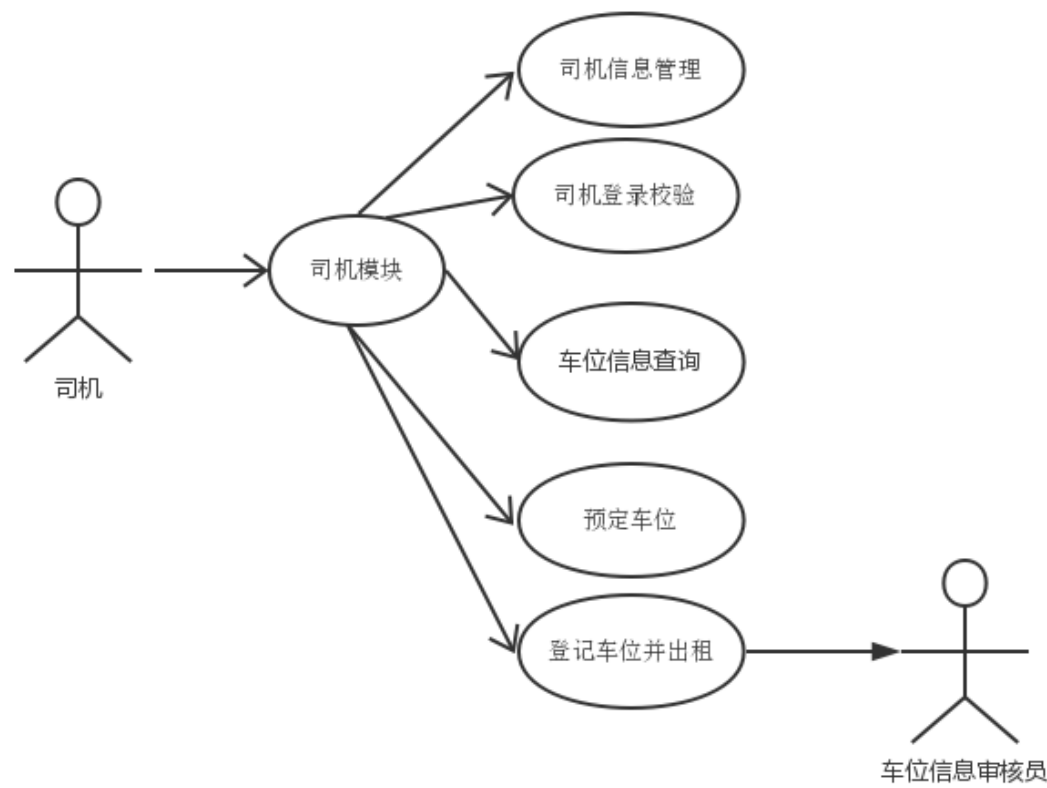 司机信息管理
司机登录校验
司机模块
车位信息查询
司机
预定车位
登记车位并出租
车位信息审核员